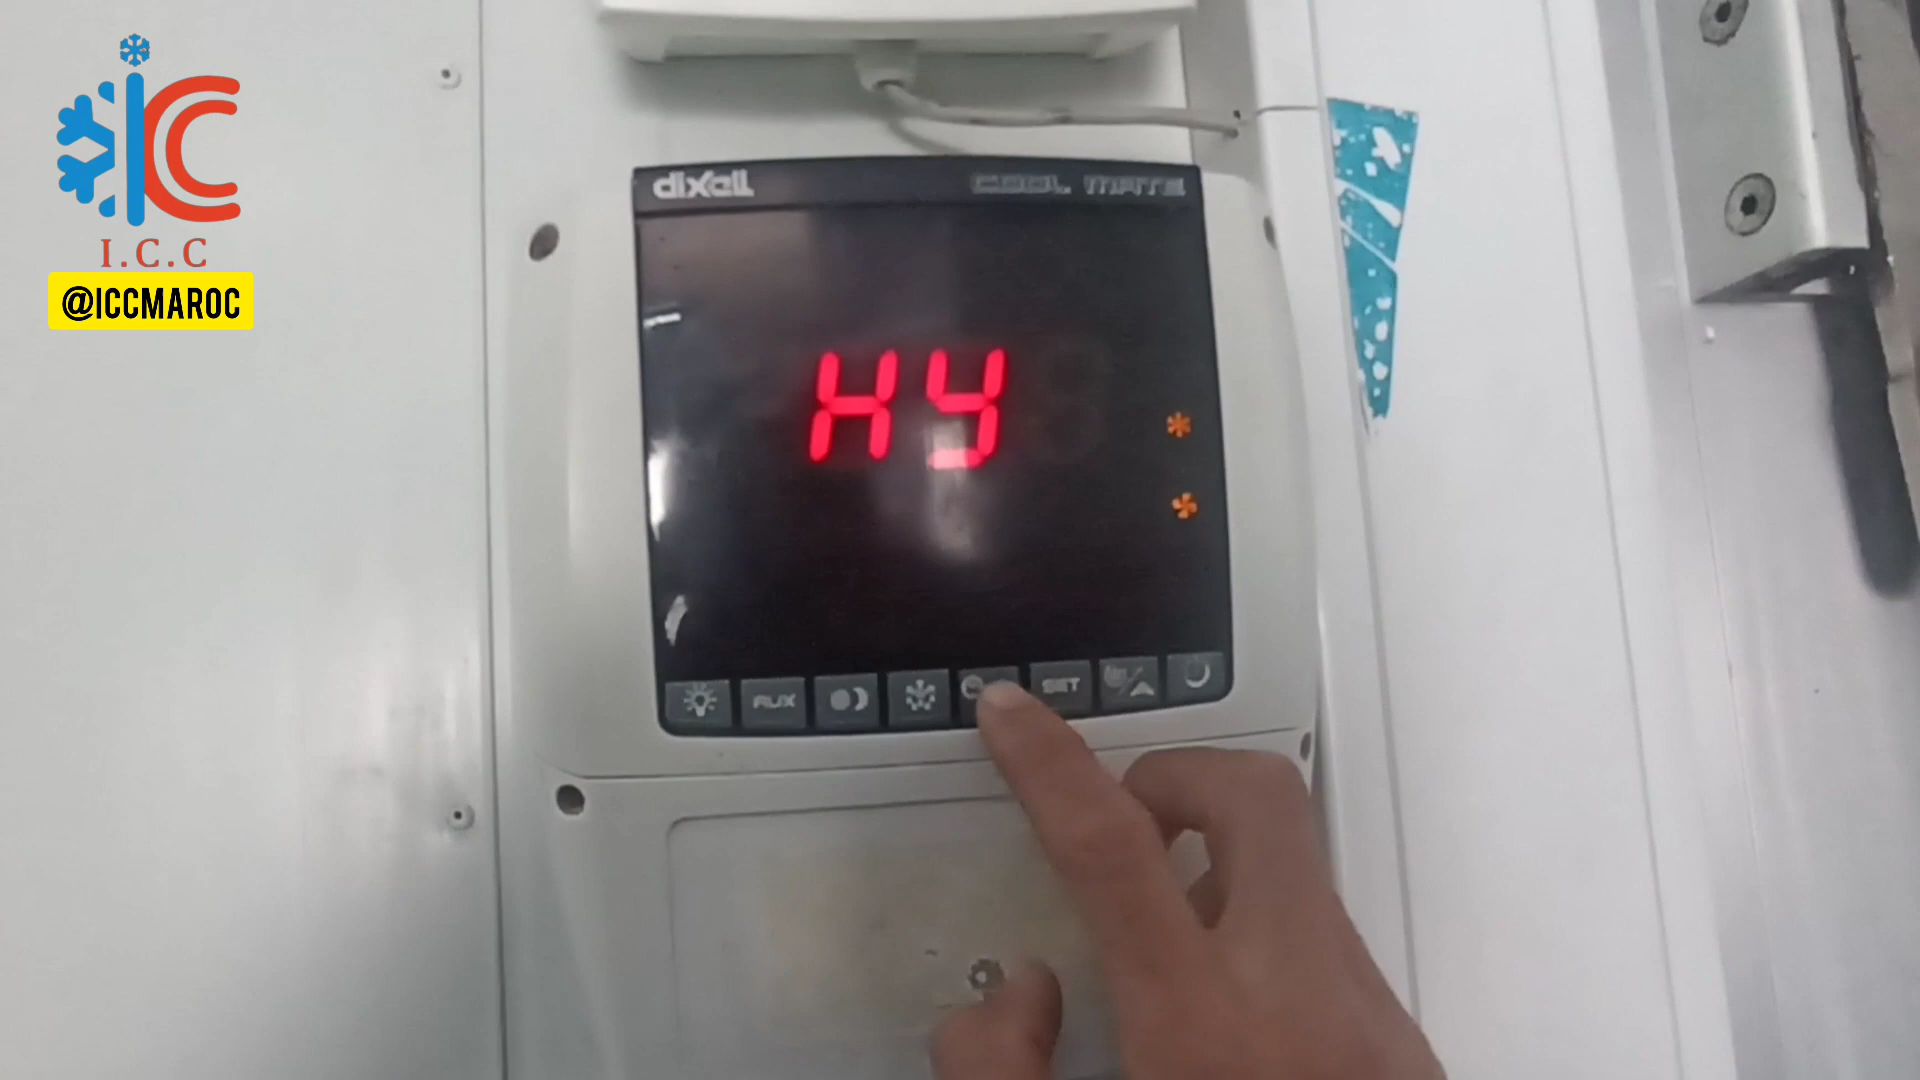 I.C.C
@ICCMAROC
dixell
COOL MATE
HY
AUX
SET